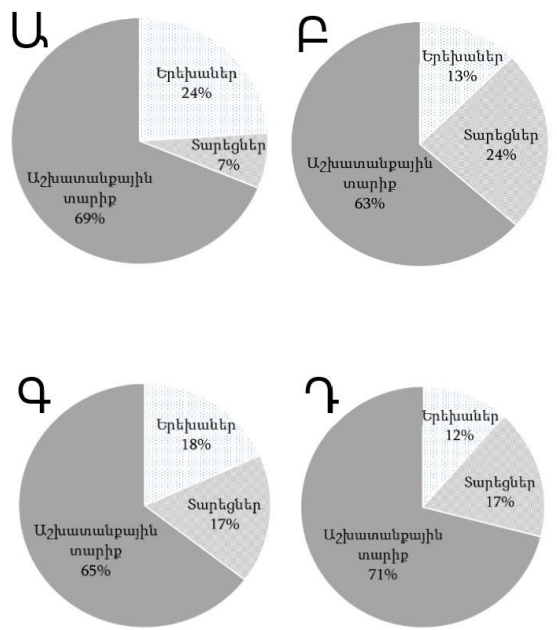 Ա
Երեխաներ
24%
Տարեցներ
7%
Աշխատանքային
տարիք
69%
Բ
Երեխաներ
13%
Տարեցներ
24%
Աշխատանքային
տարիք
63%
Գ
Երեխաներ
18%
Տարեցներ
17%
Աշխատանքային
տարիք
65%
Դ
Երեխաներ
12%
Տարեցներ
17%
Աշխատանքային
տարիք
71%